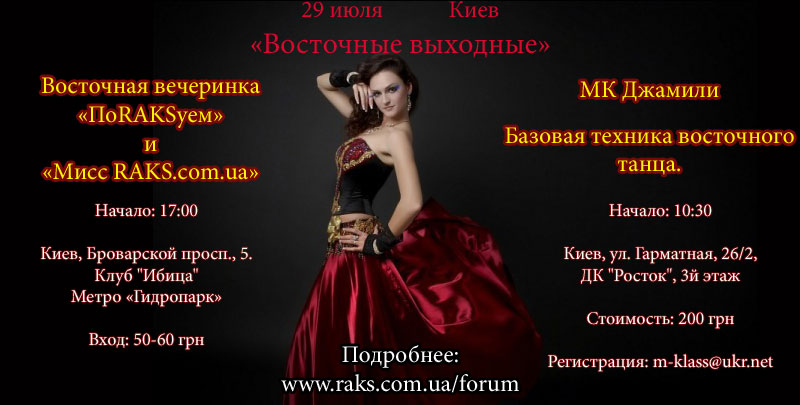 29 июля Киев
«Восточные выходные»
Восточная вечеринка
«ПоRAKSуем»
и
«Мисс RAKS.com.ua»
Начало: 17:00
Киев, Броварской просп., 5.
Клуб "Ибица"
Метро «Гидропарк»
Вход: 50-60 грн
МК Джамили
Базовая техника восточного
танца.
Начало: 10:30
Киев, ул. Гарматная, 26/2,
ДК "Росток", 3й этаж
Стоимость: 200 грн
Регистрация: m-klass@ukr.net
Подробнее:
www.raks.com.ua/forum